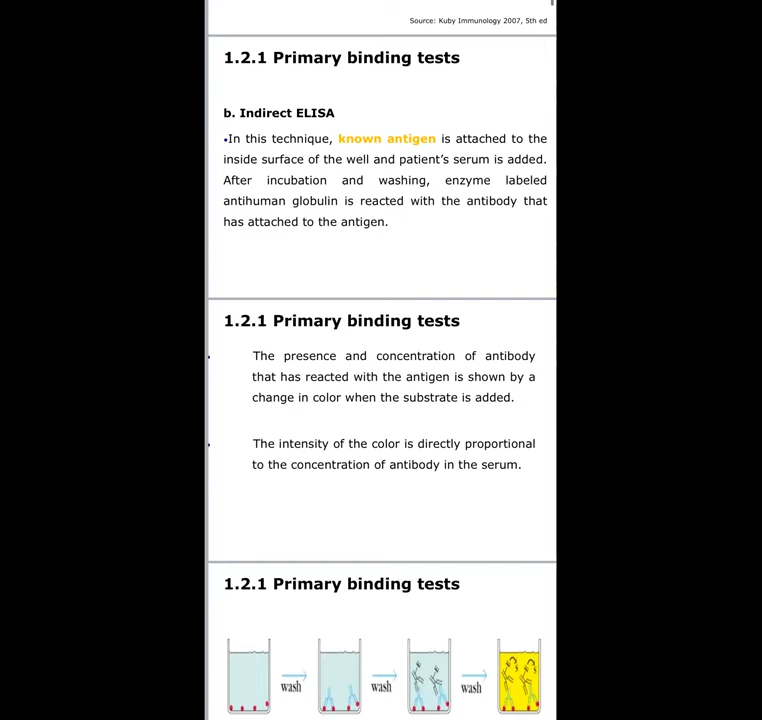 Source: Kuby Immunology 2007, 5th ed
1.2.1 Primary binding tests
b. Indirect ELISA
•In this technique, known antigen is attached to the
inside surface of the well and patient’s serum is added.
After incubation and washing, enzyme labeled
antihuman globulin is reacted with the antibody that
has attached to the antigen.
1.2.1 Primary binding tests
The presence and concentration of antibody
that has reacted with the antigen is shown by a
change in color when the substrate is added.
The intensity of the color is directly proportional
to the concentration of antibody in the serum.
1.2.1 Primary binding tests
wash wash wash